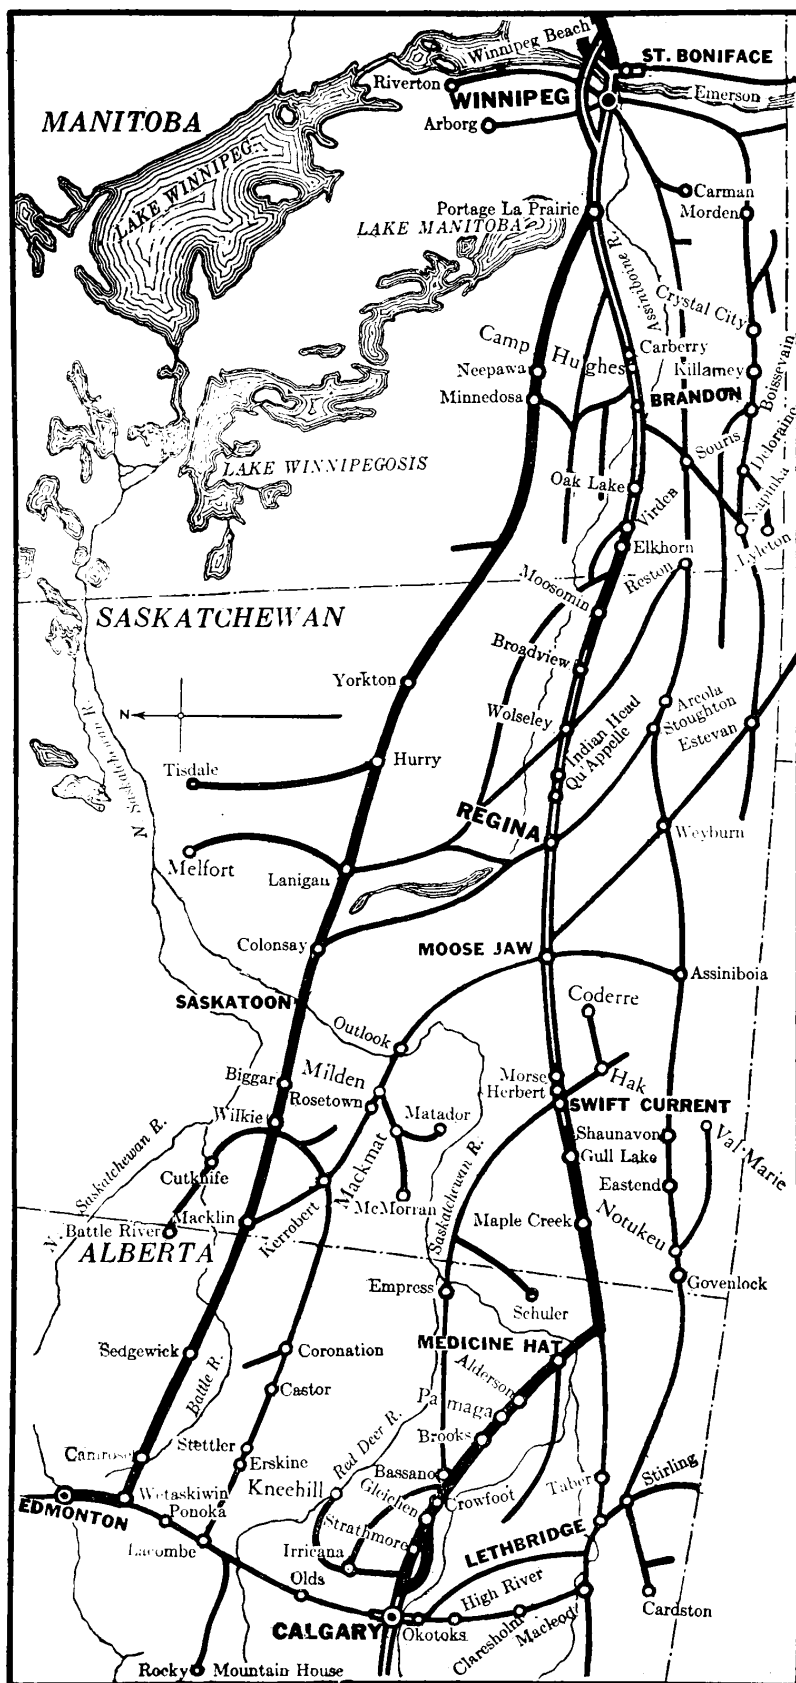 Winnipeg Beach
ST. BONIFACE
Riverton
WINNIPEG
Emerson
MANITOBA
Arborg
LAKE WINNIPEG
Carman
Portage La Prairie
Morden
LAKE MANITOBA
Assiniboine R.
Crystal City
Camp Hughes
Carberry
Neepawa
Killarney
Minnedosa
BRANDON
Boissevain
Souris
Deloraine
LAKE WINNIPEGOSIS
Oak Lake
Napinka
Virden
Lyleton
Elkhorn
Reston
Moosomin
SASKATCHEWAN
Broadview
Yorkton
N
Arcola
Stoughton
Wolseley
Estevan
Indian Head
Qu'Appelle
N Saskatchewan R.
Hurry
Tisdale
REGINA
Weyburn
Melfort
Lanigan
Colonsay
MOOSE JAW
Assiniboia
SASKATOON
Coderre
Outlook
Biggar
Milden
Morse
Hak
Rosetown
Herbert
Wilkie
Matador
SWIFT CURRENT
Shaunavon
Val Marie
N. Saskatchewan R.
Cutknife
Mackmat
Gull Lake
Eastend
Saskatchewan R.
McMorran
Macklin
Kerrobert
Maple Creek
Notukeu
Battle River
ALBERTA
Govenlock
Empress
Schuler
Sedgewick
Coronation
MEDICINE HAT
Battle R.
Alderson
Castor
Red Deer R.
Brooks
Stettler
Camrose
Erskine
Bassano
Taber
Stirling
Kneehill
Gleichen
Crowfoot
EDMONTON
Wetaskiwin
Ponoka
Strathmore
LETHBRIDGE
Lacombe
Irricana
Olds
High River
Cardston
CALGARY
Okotoks
Claresholm
Macleod
Rocky Mountain House